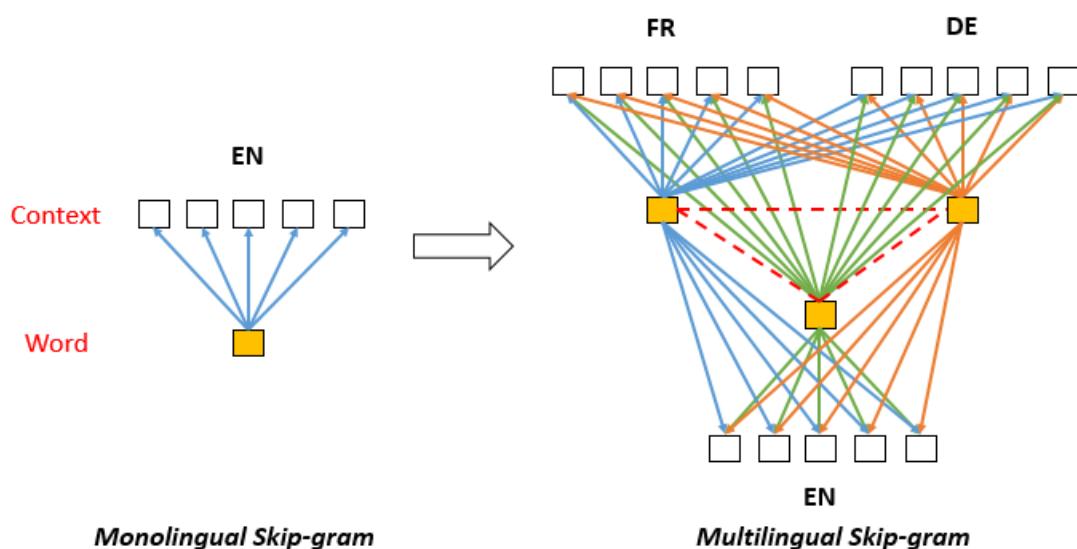 FR
DE
EN
Context
Word
EN
Monolingual Skip-gram
Multilingual Skip-gram